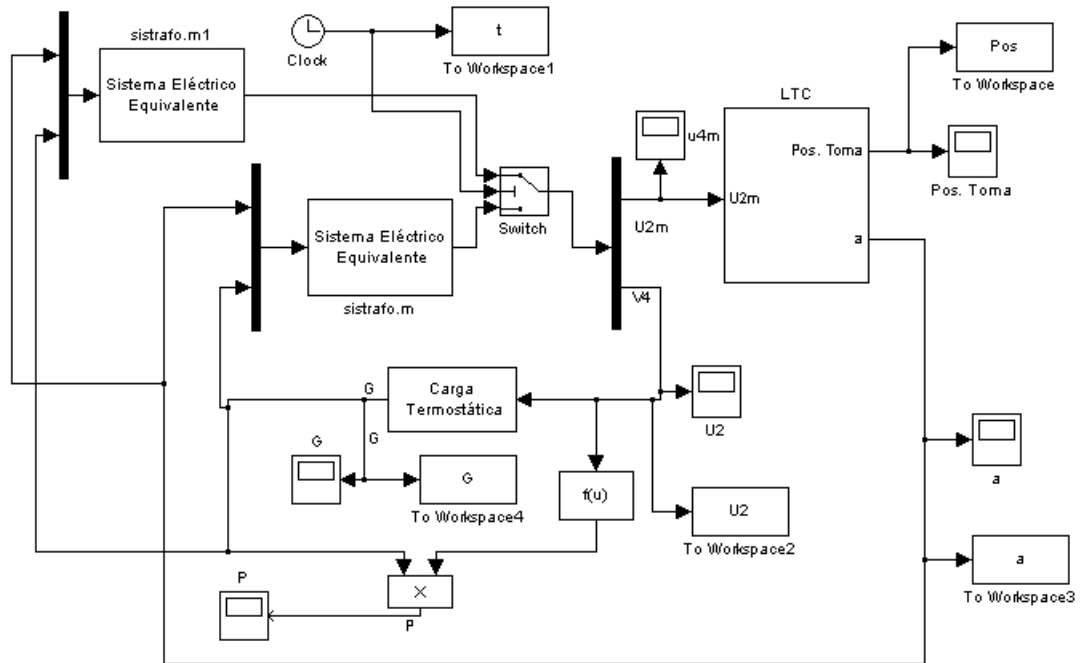 sistrafo.m1
Sistema Eléctrico
Equivalente
Clock
t
To Workspace1
Pos
To Workspace
LTC
Pos. Toma
U2m
a
u4m
Pos. Toma
Switch
U2m
V4
Sistema Eléctrico
Equivalente
sistrafo.m
G
Carga
Termostática
U2
G
G
G
To Workspace4
f(u)
U2
To Workspace2
a
a
To Workspace3
P
×
P